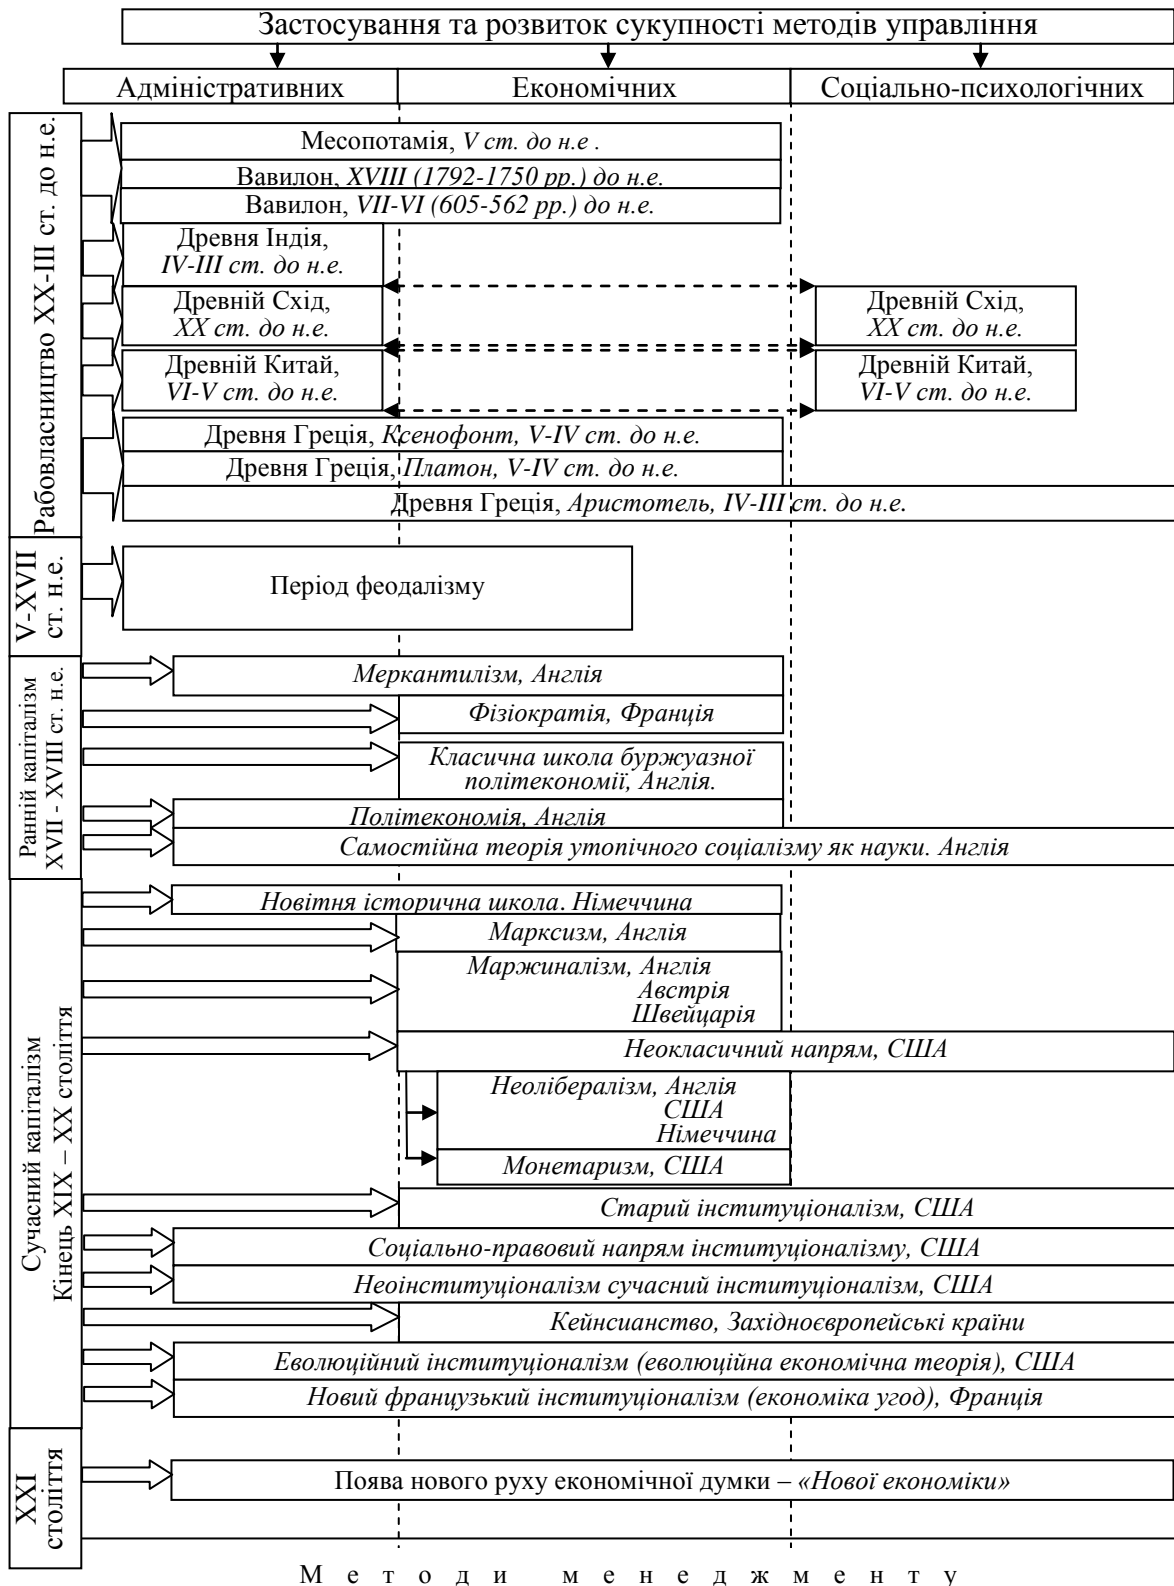 Застосування та розвиток сукупності методів управління
Адміністративних
Економічних
Соціально-психологічних
Рабовласництво XX-III ст. до н.е.
Месопотамія, V ст. до н.е .
Вавилон, XVIII (1792-1750 рр.) до н.е.
Вавилон, VII-VI (605-562 рр.) до н.е.
Древня Індія,
IV-III ст. до н.е.
Древній Схід,
XX ст. до н.е.
Древній Схід,
XX ст. до н.е.
Древній Китай,
VI-V ст. до н.е.
Древній Китай,
VI-V ст. до н.е.
Древня Греція, Ксенофонт, V-IV ст. до н.е.
Древня Греція, Платон, V-IV ст. до н.е.
Древня Греція, Аристотель, IV-III ст. до н.е.
V-XVII
ст. н.е.
Період феодалізму
Ранній капіталізм
XVII - XVIII ст. н.е.
Меркантилізм, Англія
Фізіократія, Франція
Класична школа буржуазної
політекономії, Англія.
Політекономія, Англія
Самостійна теорія утопічного соціалізму як науки. Англія
Сучасний капіталізм
Кінець XIX – XX століття
Новітня історична школа. Німеччина
Марксизм, Англія
Маржиналізм, Англія
Австрія
Швейцарія
Неокласичний напрям, США
Неолібералізм, Англія
США
Німеччина
Монетаризм, США
Старий інституціоналізм, США
Соціально-правовий напрям інституціоналізму, США
Неоінституціоналізм сучасний інституціоналізм, США
Кейнсианство, Західноєвропейські країни
Еволюційний інституціоналізм (еволюційна економічна теорія), США
Новий французький інституціоналізм (економіка угод), Франція
XXI
століття
Поява нового руху економічної думки – «Нової економіки»
М е т о д и м е н е д ж м е н т у